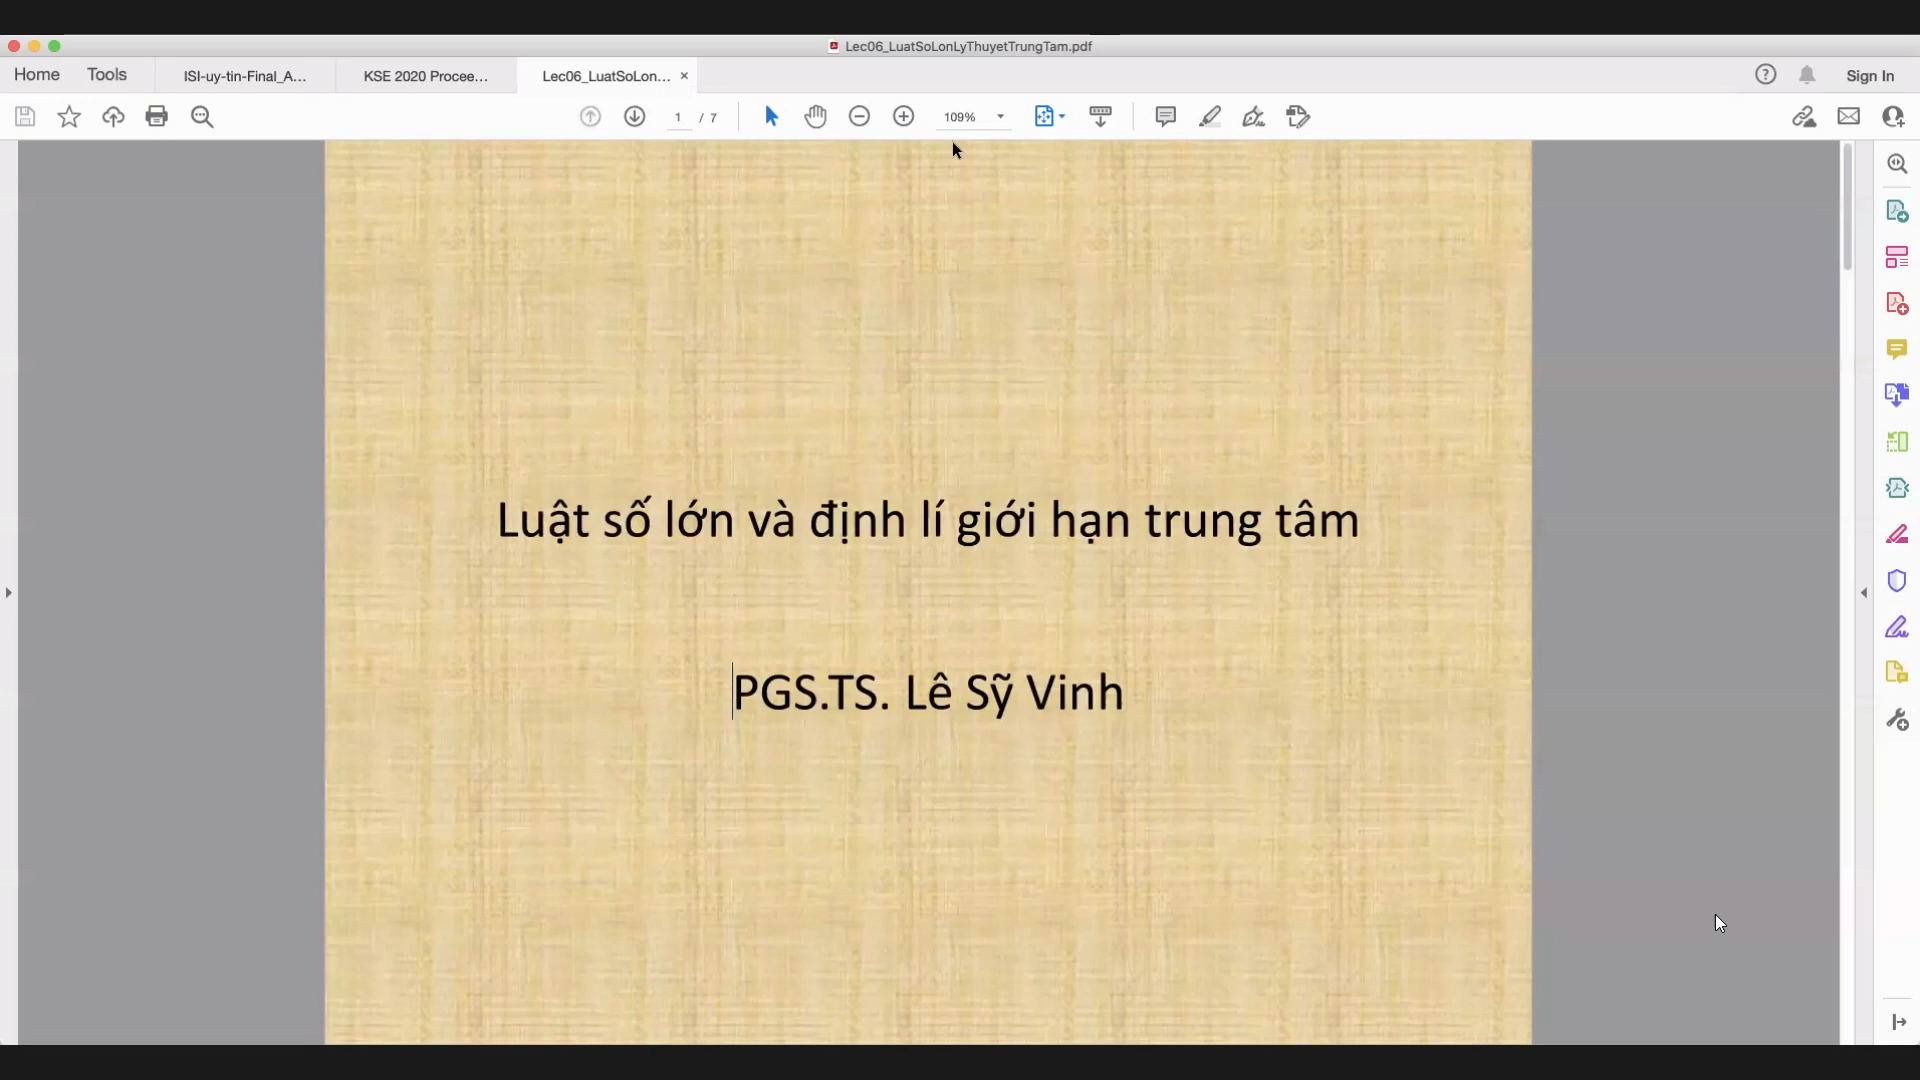 Lec06_LuatSoLonLyThuyetTrungTam.pdf
Home Tools ISI-uy-tin-Final_A... KSE 2020 Procee... Lec06_LuatSoLon... × Sign In
1 / 7 109%
Luật số lớn và định lí giới hạn trung tâm
PGS.TS. Lê Sỹ Vinh